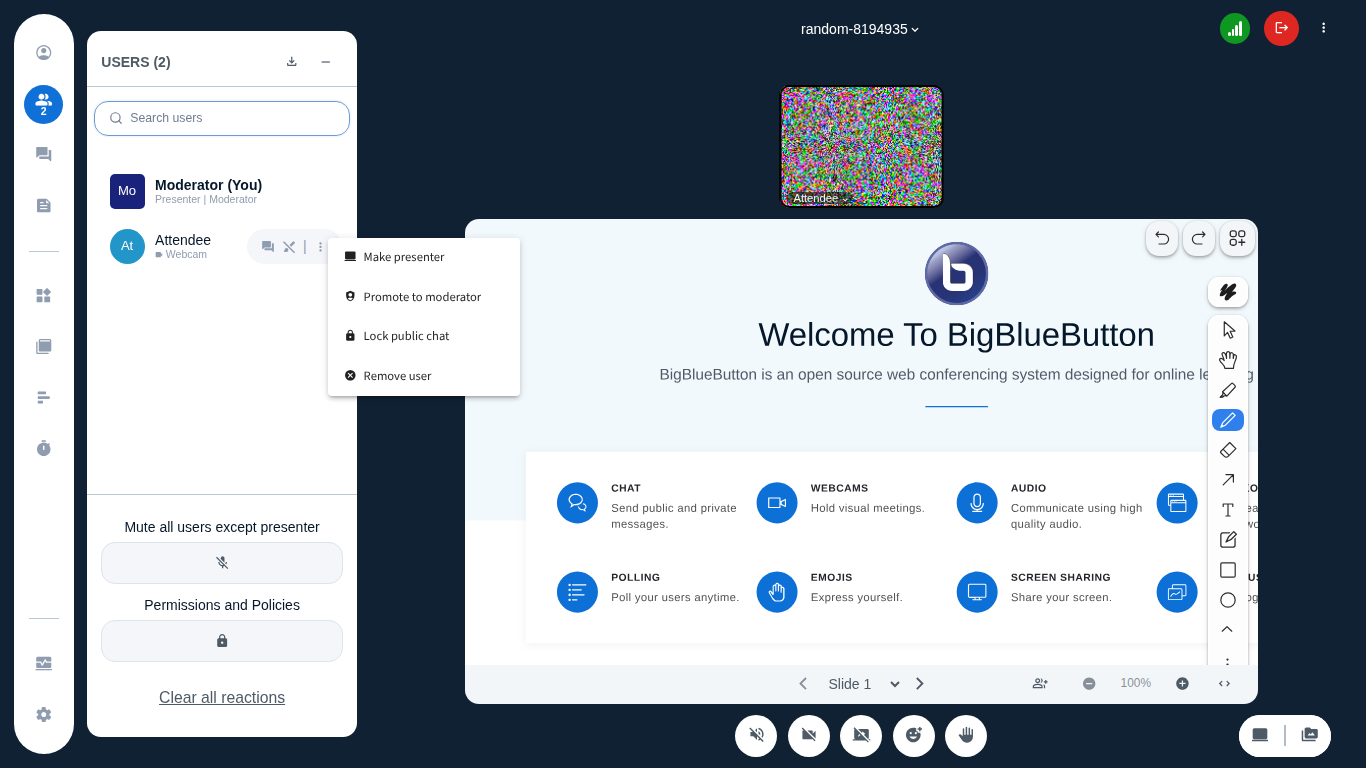 random-8194935
USERS (2)
2
Search users
Mo
Moderator (You)
Presenter | Moderator
At
Attendee
Webcam
Make presenter
Promote to moderator
Lock public chat
Remove user
Mute all users except presenter
Permissions and Policies
Clear all reactions
Attendee
Welcome To BigBlueButton
BigBlueButton is an open source web conferencing system designed for online
CHAT
Send public and private
messages.
WEBCAMS
Hold visual meetings.
AUDIO
Communicate using high
quality audio.
POLLING
Poll your users anytime.
EMOJIS
Express yourself.
SCREEN SHARING
Share your screen.
Slide 1
100%